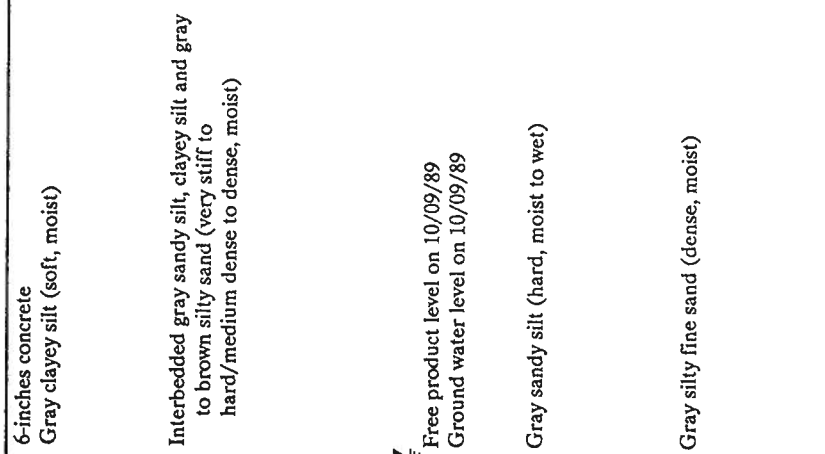 6-inches concrete
Gray clayey silt (soft, moist)
Interbedded gray sandy silt, clayey silt and gray
to brown silty sand (very stiff to
hard/medium dense to dense, moist)
Free product level on 10/09/89
Ground water level on 10/09/89
Gray sandy silt (hard, moist to wet)
Gray silty fine sand (dense, moist)